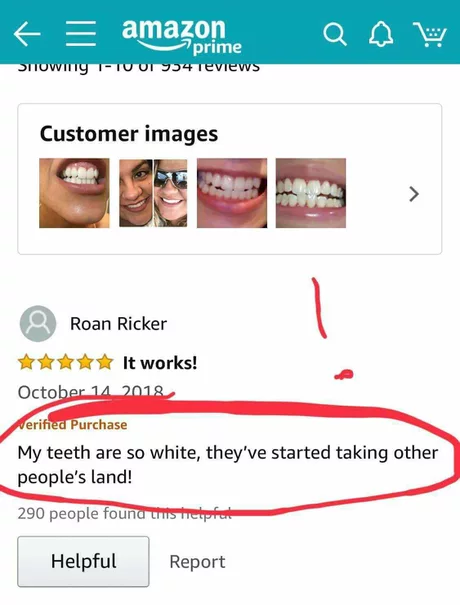 amazon
prime
Showing 1-10 of 934 reviews
Customer images
Roan Ricker
It works!
October 14, 2018
Verified Purchase
My teeth are so white, they've started taking other
people's land!
290 people found this helpful
Helpful
Report